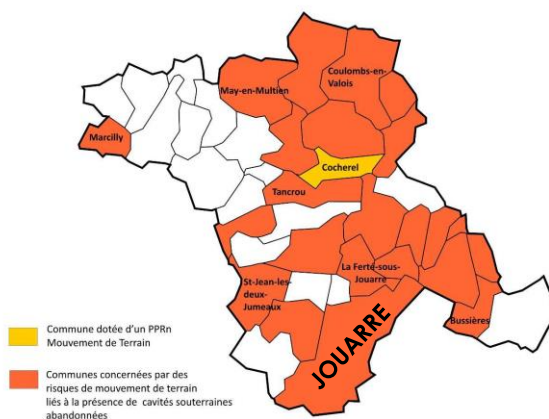 Coulombs-en-
Valois
May-en-Multien
Marcilly
Cocherel
Tancrou
La Ferté-sous-
Jouarre
St-Jean-les-
deux-
Jumeaux
Bussières
JOUARRE
Commune dotée d'un PPRn
Mouvement de Terrain
Communes concernées par des
risques de mouvement de terrain
liés à la présence de cavités souterraines
abandonnées